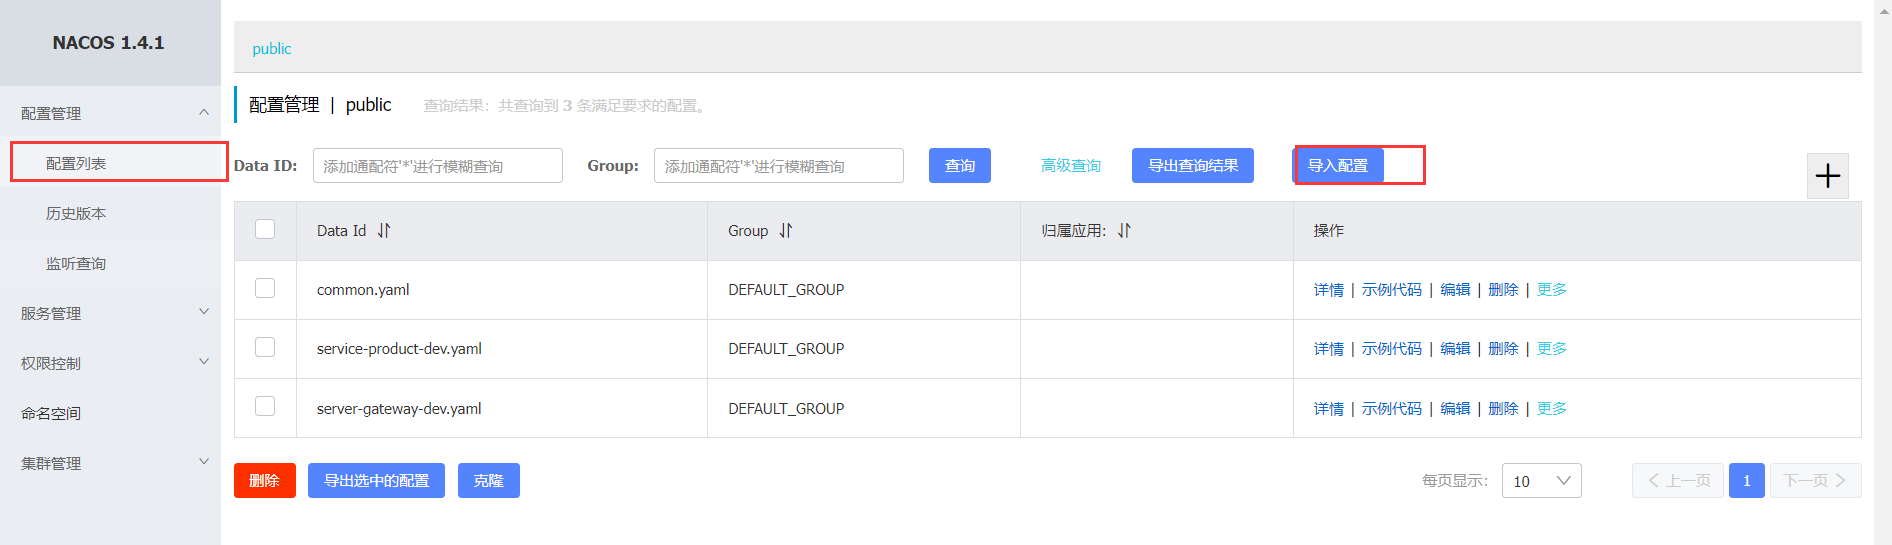 NACOS 1.4.1
配置管理
配置列表
历史版本
监听查询
服务管理
权限控制
命名空间
集群管理
public
配置管理 | public 查询结果：共查询到 3 条满足要求的配置。
Data ID: 添加通配符'*'进行模糊查询 Group: 添加通配符'*'进行模糊查询 查询 高级查询 导出查询结果 导入配置
Data Id Group 归属应用: 操作
common.yaml DEFAULT_GROUP 详情 | 示例代码 | 编辑 | 删除 | 更多
service-product-dev.yaml DEFAULT_GROUP 详情 | 示例代码 | 编辑 | 删除 | 更多
server-gateway-dev.yaml DEFAULT_GROUP 详情 | 示例代码 | 编辑 | 删除 | 更多
删除 导出选中的配置 克隆 每页显示: 10 上一页 1 下一页